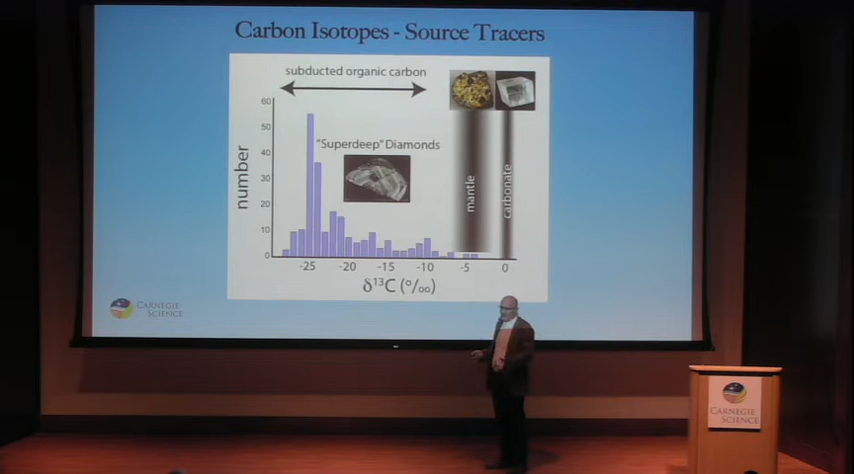 Carbon Isotopes - Source Tracers
subducted organic carbon
60
50
40
30
20
10
0
number
"Superdeep" Diamonds
mantle
carbonate
-25 -20 -15 -10 -5 0
δ¹³C (°/₀₀)
CARNEGIE
SCIENCE
CARNEGIE
SCIENCE